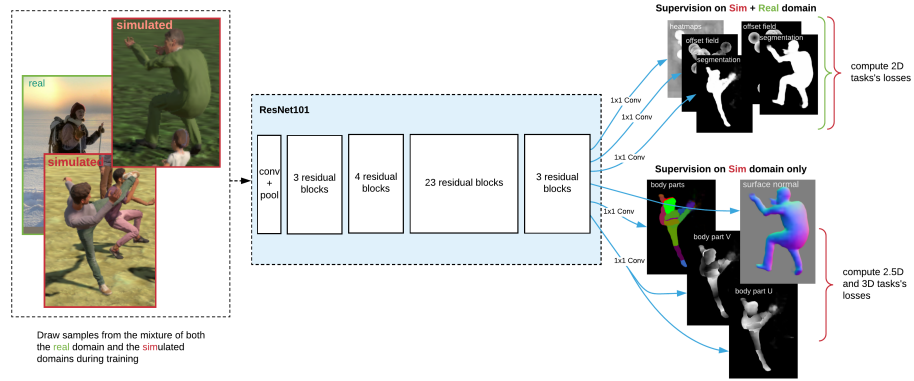 simulated
real
simulated
Draw samples from the mixture of both
the real domain and the simulated
domains during training
ResNet101
conv
+
pool
3 residual
blocks
4 residual
blocks
23 residual blocks
3 residual
blocks
Supervision on Sim + Real domain
heatmaps
offset field
segmentation
offset field
segmentation
1x1 Conv
1x1 Conv
1x1 Conv
compute 2D
tasks's losses
Supervision on Sim domain only
body parts
surface normal
1x1 Conv
body part V
1x1 Conv
body part U
compute 2.5D
and 3D tasks's
losses